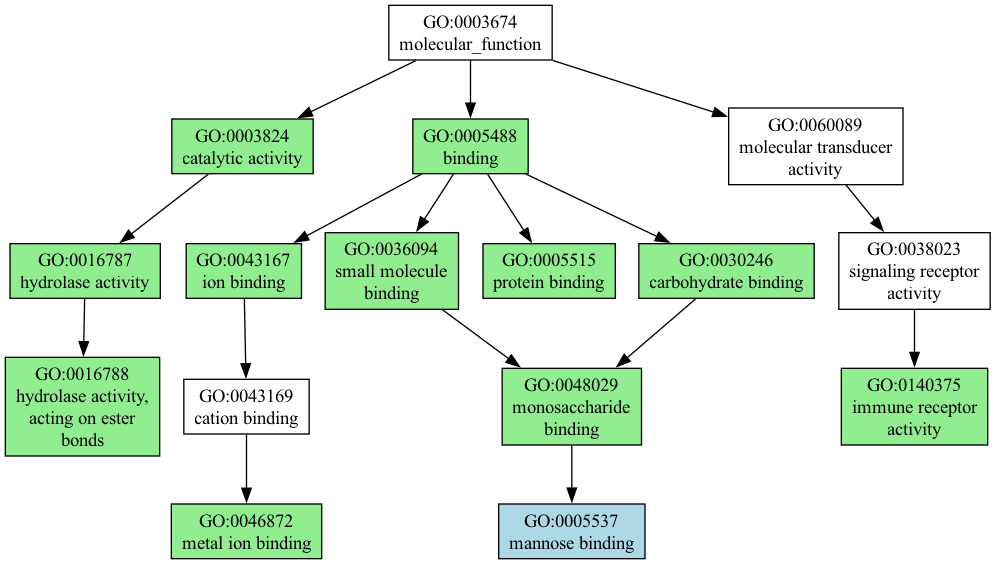 GO:0003674
molecular_function
GO:0003824
catalytic activity
GO:0005488
binding
GO:0060089
molecular transducer
activity
GO:0016787
hydrolase activity
GO:0043167
ion binding
GO:0036094
small molecule
binding
GO:0005515
protein binding
GO:0030246
carbohydrate binding
GO:0038023
signaling receptor
activity
GO:0016788
hydrolase activity,
acting on ester
bonds
GO:0043169
cation binding
GO:0048029
monosaccharide
binding
GO:0140375
immune receptor
activity
GO:0046872
metal ion binding
GO:0005537
mannose binding